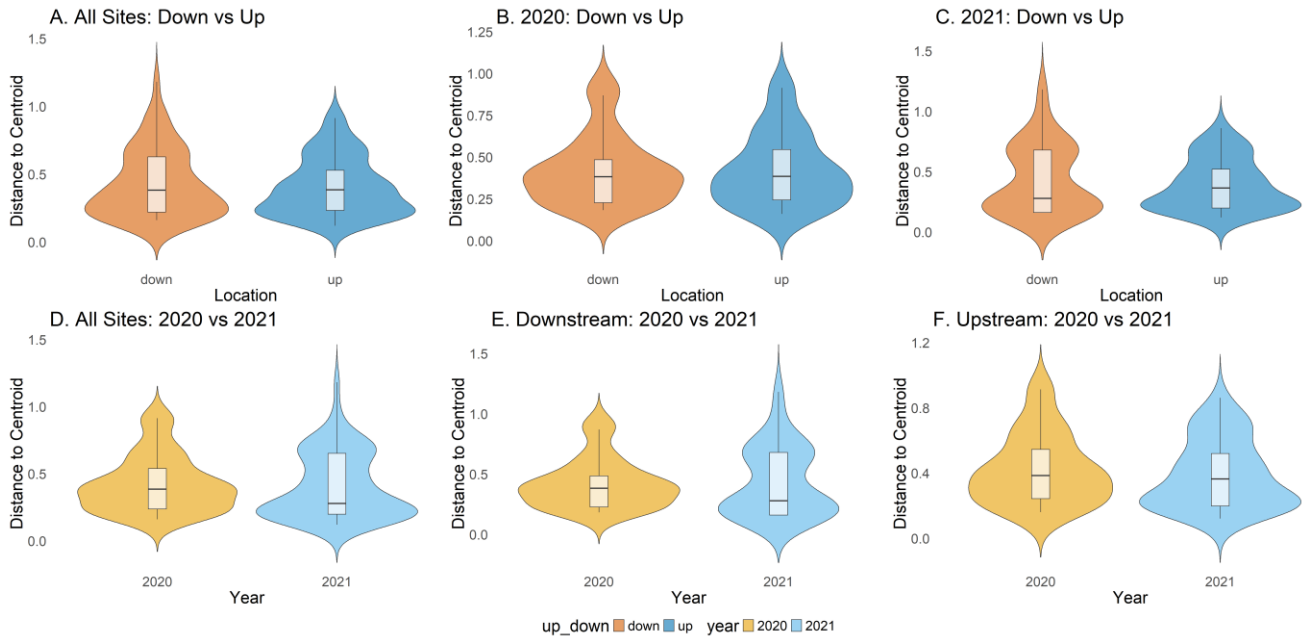 A. All Sites: Down vs Up
Distance to Centroid
1.5
1.0
0.5
0.0
down
up
Location
B. 2020: Down vs Up
Distance to Centroid
1.25
1.00
0.75
0.50
0.25
0.00
down
up
Location
C. 2021: Down vs Up
Distance to Centroid
1.5
1.0
0.5
0.0
down
up
Location
D. All Sites: 2020 vs 2021
Distance to Centroid
1.5
1.0
0.5
0.0
2020
2021
Year
E. Downstream: 2020 vs 2021
Distance to Centroid
1.5
1.0
0.5
0.0
2020
2021
Year
F. Upstream: 2020 vs 2021
Distance to Centroid
1.2
0.8
0.4
0.0
2020
2021
Year
up_down down up year 2020 2021